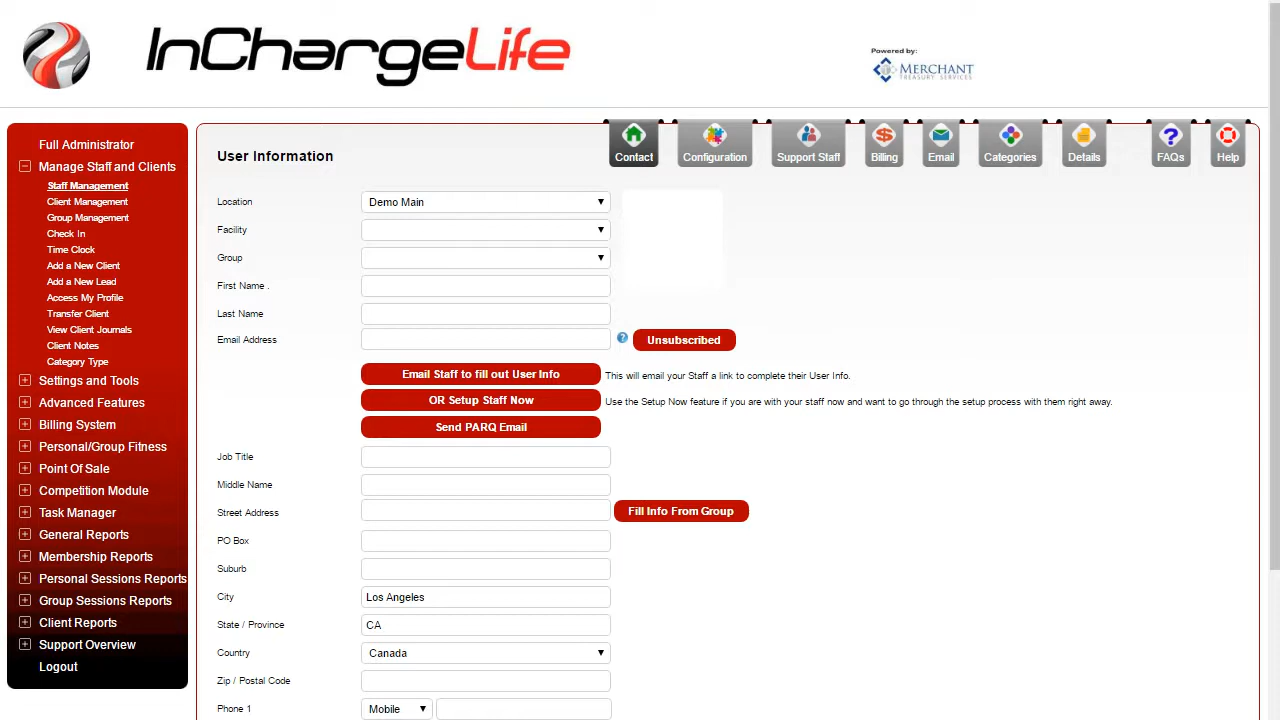 InChargeLife
Powered by:
MERCHANT
TREASURY SERVICES
Full Administrator
Manage Staff and Clients
Staff Management
Client Management
Group Management
Check In
Time Clock
Add a New Client
Add a New Lead
Access My Profile
Transfer Client
View Client Journals
Client Notes
Category Type
Settings and Tools
Advanced Features
Billing System
Personal/Group Fitness
Point Of Sale
Competition Module
Task Manager
General Reports
Membership Reports
Personal Sessions Reports
Group Sessions Reports
Client Reports
Support Overview
Logout
User Information
Contact
Configuration
Support Staff
Billing
Email
Categories
Details
FAQs
Help
Location Demo Main
Facility
Group
First Name .
Last Name
Email Address Unsubscribed
Email Staff to fill out User Info This will email your Staff a link to complete their User Info.
OR Setup Staff Now Use the Setup Now feature if you are with your staff now and want to go through the setup process with them right away.
Send PARQ Email
Job Title
Middle Name
Street Address Fill Info From Group
PO Box
Suburb
City Los Angeles
State / Province CA
Country Canada
Zip / Postal Code
Phone 1 Mobile